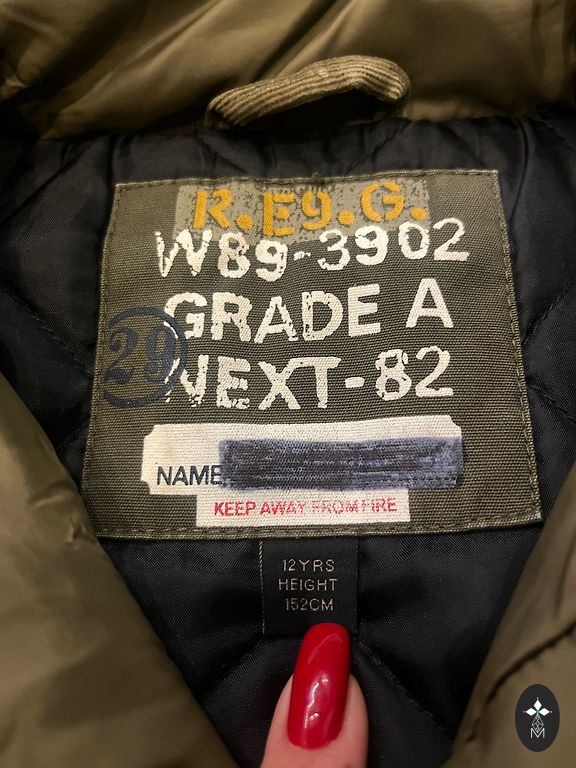 R.E9.G.
W89-3902
GRADE A
29
NEXT-82
NAME
KEEP AWAY FROM FIRE
12YRS
HEIGHT
152CM
M